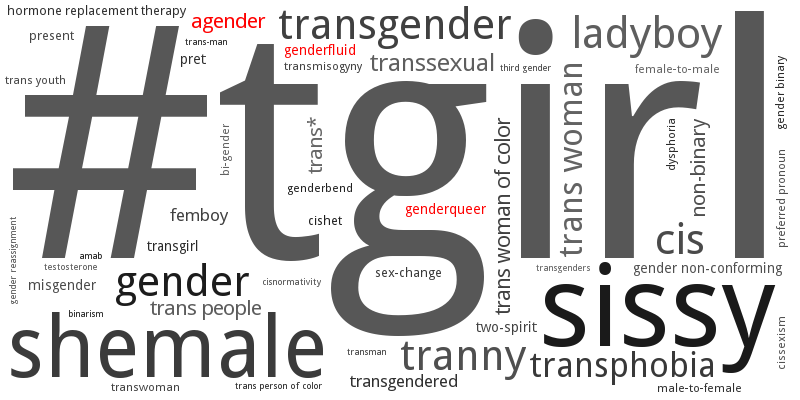 hormone replacement therapy
agender
transgender
ladyboy
present
trans-man
genderfluid
pret
transmisogyny
transsexual
third gender
female-to-male
trans youth
#tgirl
gender binary
bi-gender
trans*
trans woman
dysphoria
non-binary
trans woman of color
preferred pronoun
genderbend
genderqueer
femboy
cishet
cis
transgirl
gender reassignment
amab
testosterone
sex-change
transgenders
gender non-conforming
misgender
gender
cisnormativity
sissy
trans people
binarism
two-spirit
shemale
transman
tranny
transphobia
cissexism
transwoman
trans person of color
transgendered
male-to-female